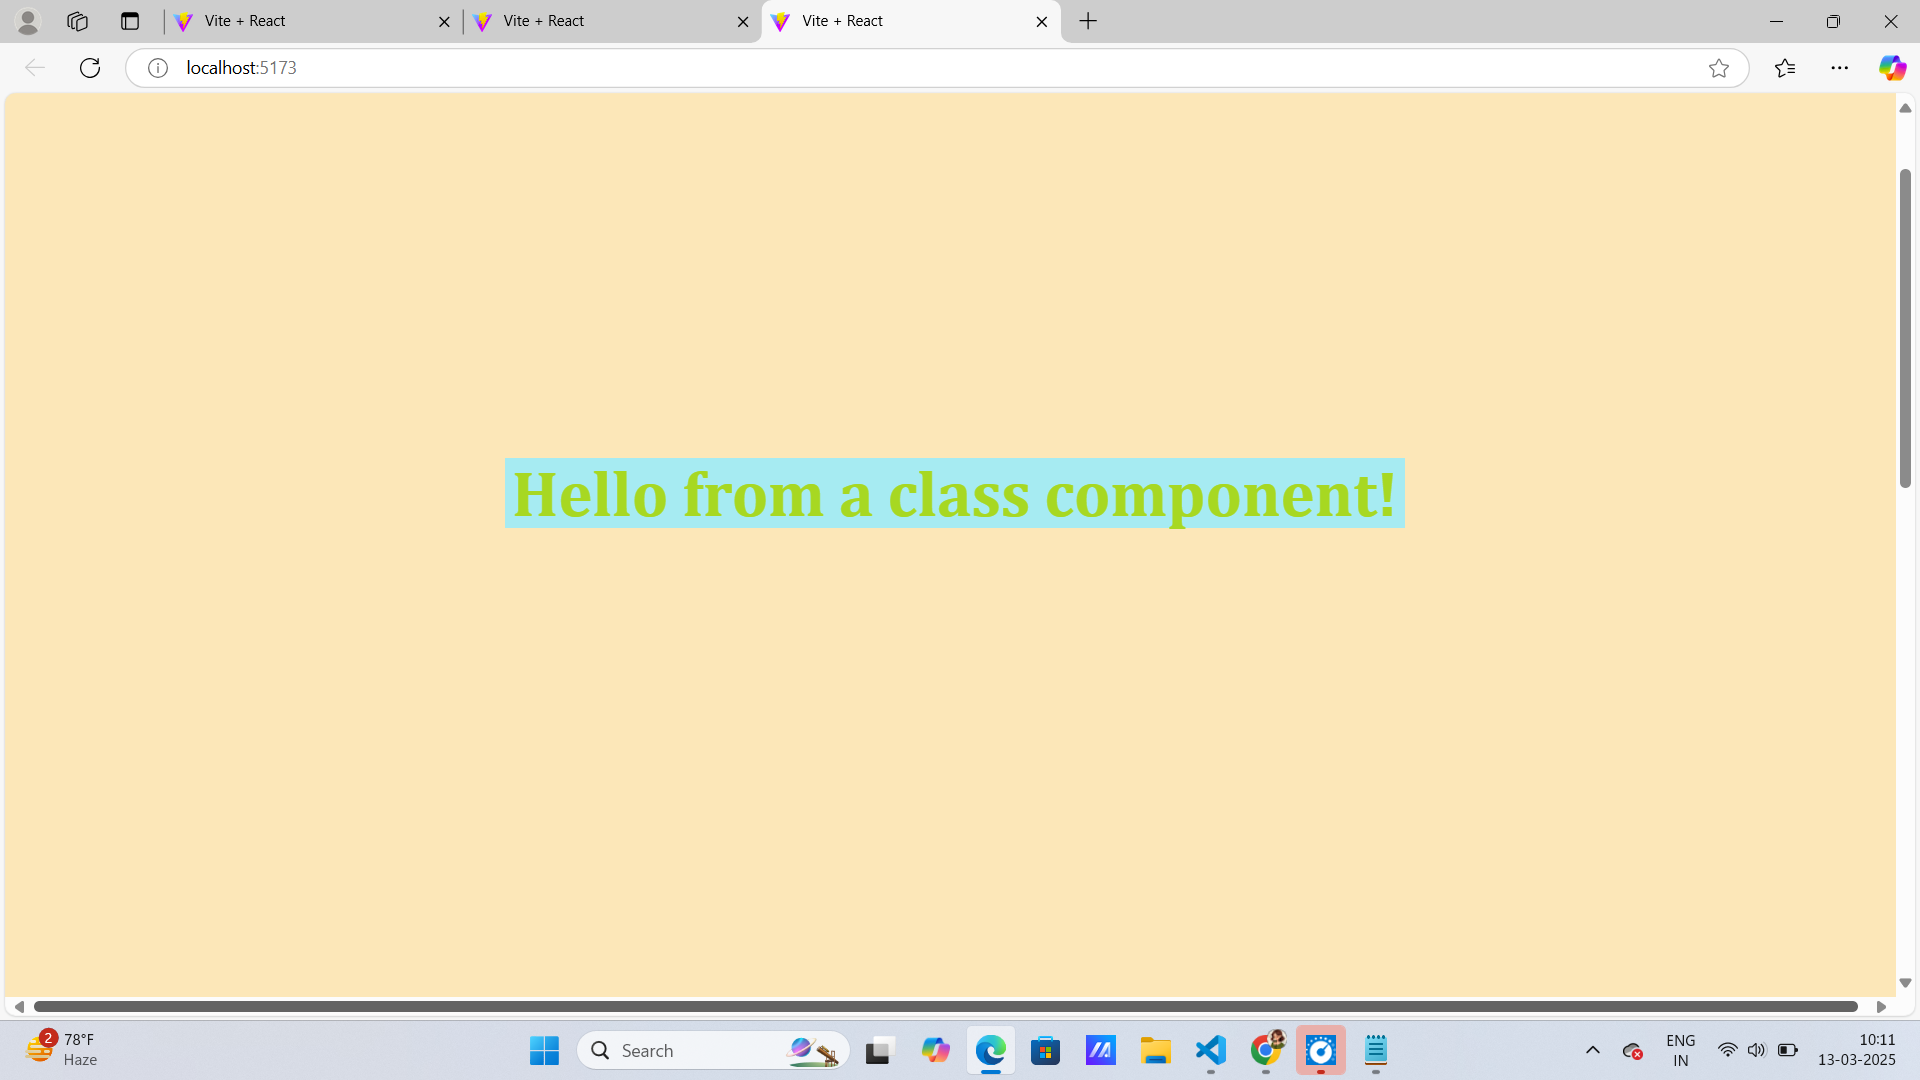 Vite + React
Vite + React
Vite + React
localhost:5173
Hello from a class component!
2
78°F
Haze
Search
ENG
IN
10:11
13-03-2025